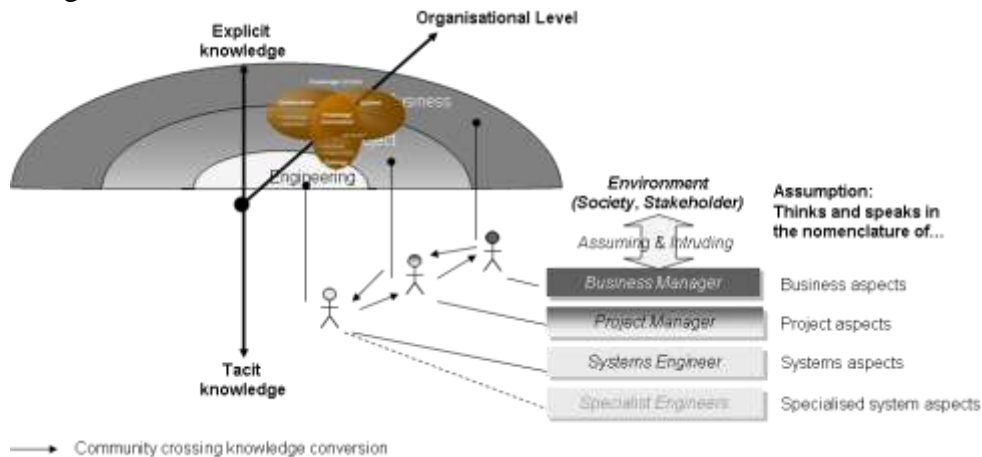 Organisational Level
Explicit
knowledge
Business
Project
Engineering
Environment
(Society, Stakeholder)
Assumption:
Thinks and speaks in
the nomenclature of...
Assuming & Intruding
Business Manager
Business aspects
Project Manager
Project aspects
Systems Engineer
Systems aspects
Specialist Engineers
Specialised system aspects
Tacit
knowledge
Community crossing knowledge conversion